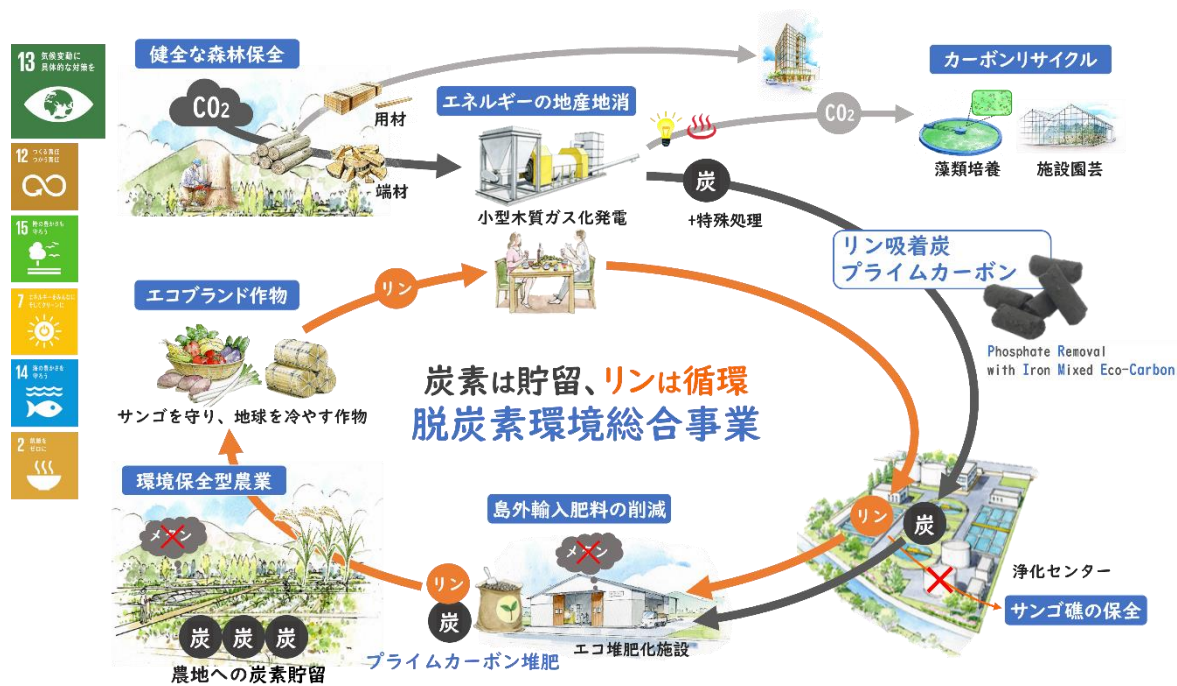 13 気候変動に
具体的な対策を
12 つくる責任
つかう責任
15 陸の豊かさも
守ろう
7 エネルギーをみんなに
そしてクリーンに
14 海の豊かさを
守ろう
2 飢餓を
ゼロに
健全な森林保全
CO2
用材
端材
エネルギーの地産地消
小型木質ガス化発電
炭
+特殊処理
CO2
カーボンリサイクル
藻類培養
施設園芸
リン吸着炭
プライムカーボン
Phosphate Removal
with Iron Mixed Eco-Carbon
エコブランド作物
リン
サンゴを守り、地球を冷やす作物
炭素は貯留、リンは循環
脱炭素環境総合事業
環境保全型農業
メタン
炭 炭 炭
農地への炭素貯留
島外輸入肥料の削減
メタン
リン
炭
プライムカーボン堆肥
エコ堆肥化施設
リン
炭
浄化センター
サンゴ礁の保全